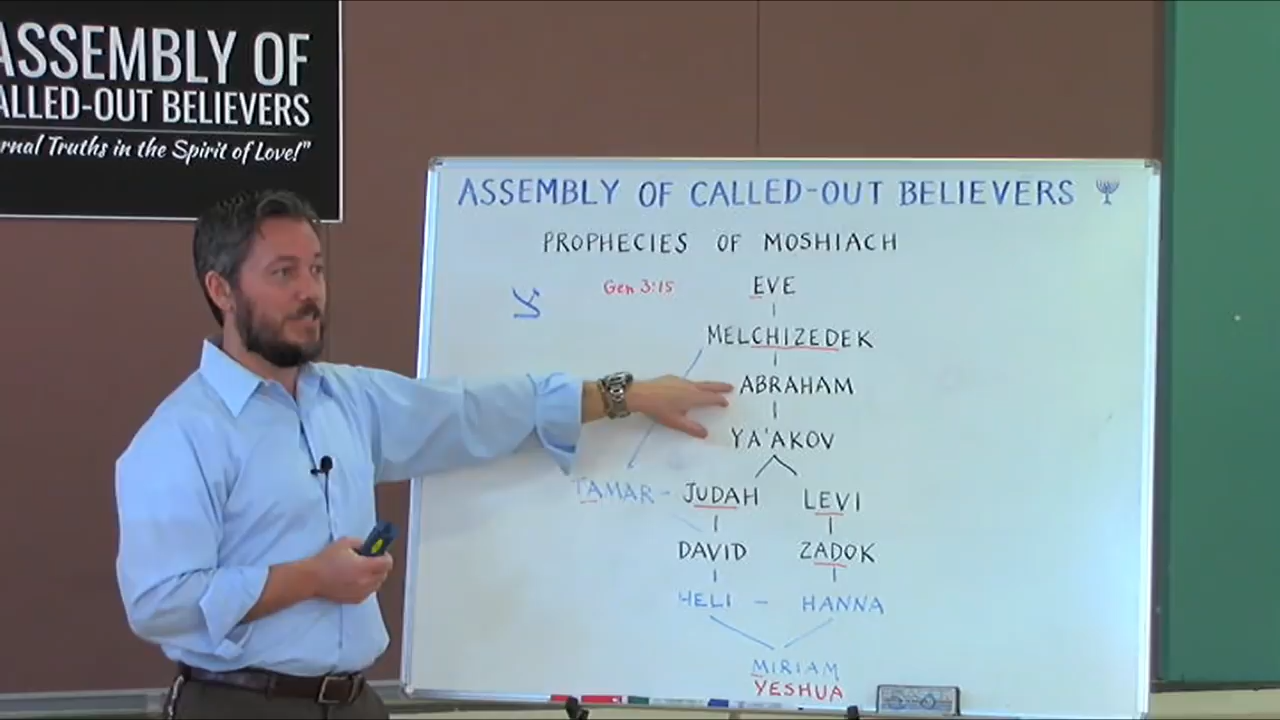 ASSEMBLY OF
ALLED-OUT BELIEVERS
rnal Truths in the Spirit of Love!"
ASSEMBLY OF CALLED-OUT BELIEVERS
PROPHECIES OF MOSHIACH
Gen 3:15 EVE
MELCHIZEDEK
ABRAHAM
YA'AKOV
TAMAR - JUDAH LEVI
DAVID ZADOK
HELI - HANNA
MIRIAM
YESHUA